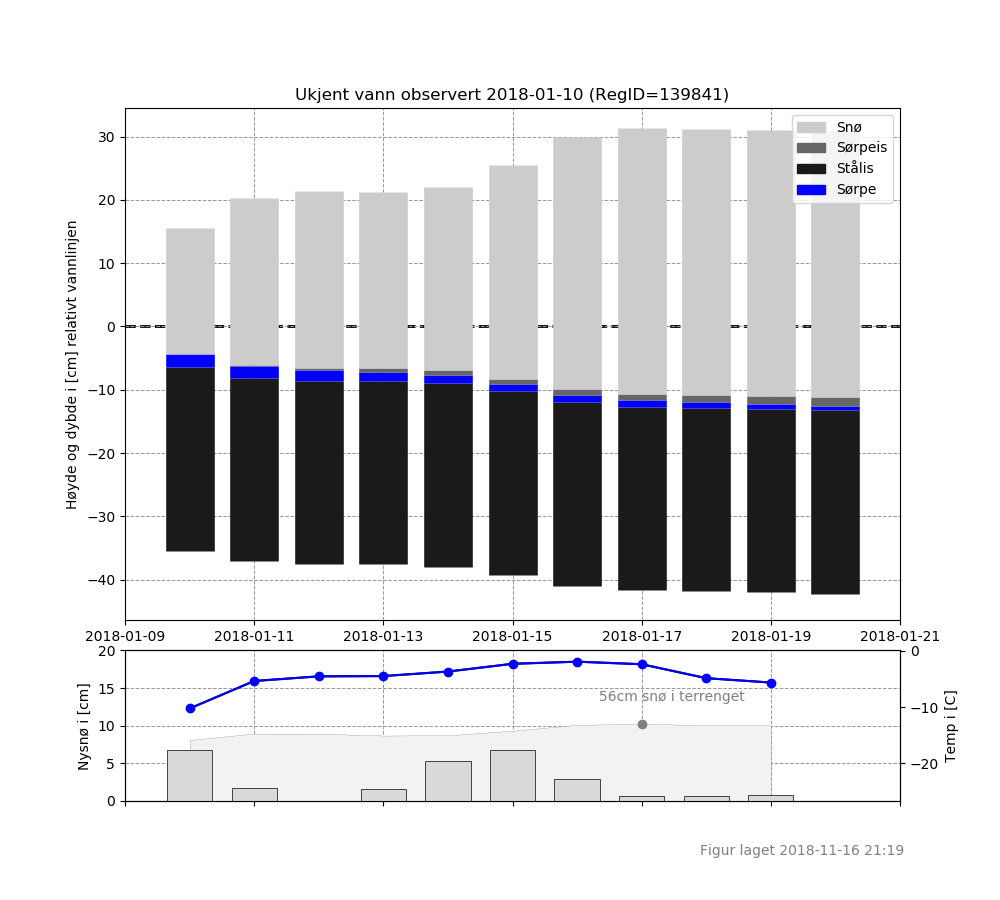 Ukjent vann observert 2018-01-10 (RegID=139841)
Høyde og dybde i [cm] relativt vannlinjen
30
20
10
0
−10
−20
−30
−40
Snø
Sørpeis
Stålis
Sørpe
2018-01-09 2018-01-11 2018-01-13 2018-01-15 2018-01-17 2018-01-19 2018-01-21
Nysnø i [cm]
20
15
10
5
0
56cm snø i terrenget
0
−10
−20
Temp i [C]
Figur laget 2018-11-16 21:19